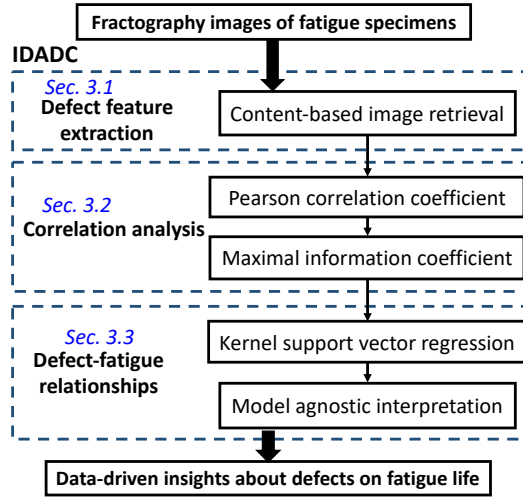 Fractography images of fatigue specimens
IDADC
Sec. 3.1
Defect feature
extraction
Content-based image retrieval
Sec. 3.2
Correlation analysis
Pearson correlation coefficient
Maximal information coefficient
Sec. 3.3
Defect-fatigue
relationships
Kernel support vector regression
Model agnostic interpretation
Data-driven insights about defects on fatigue life